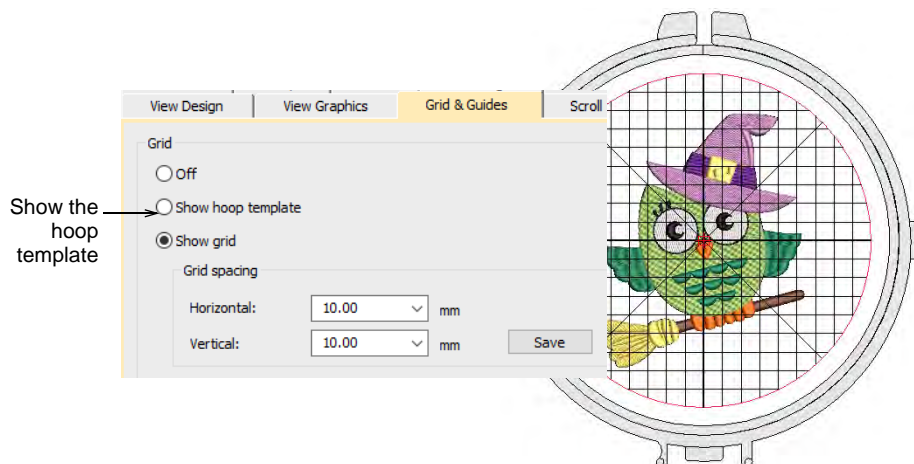 View Design View Graphics Grid & Guides Scroll
Grid
Off
Show the hoop template
Show hoop template
Show grid
Grid spacing
Horizontal: 10.00 mm
Vertical: 10.00 mm Save